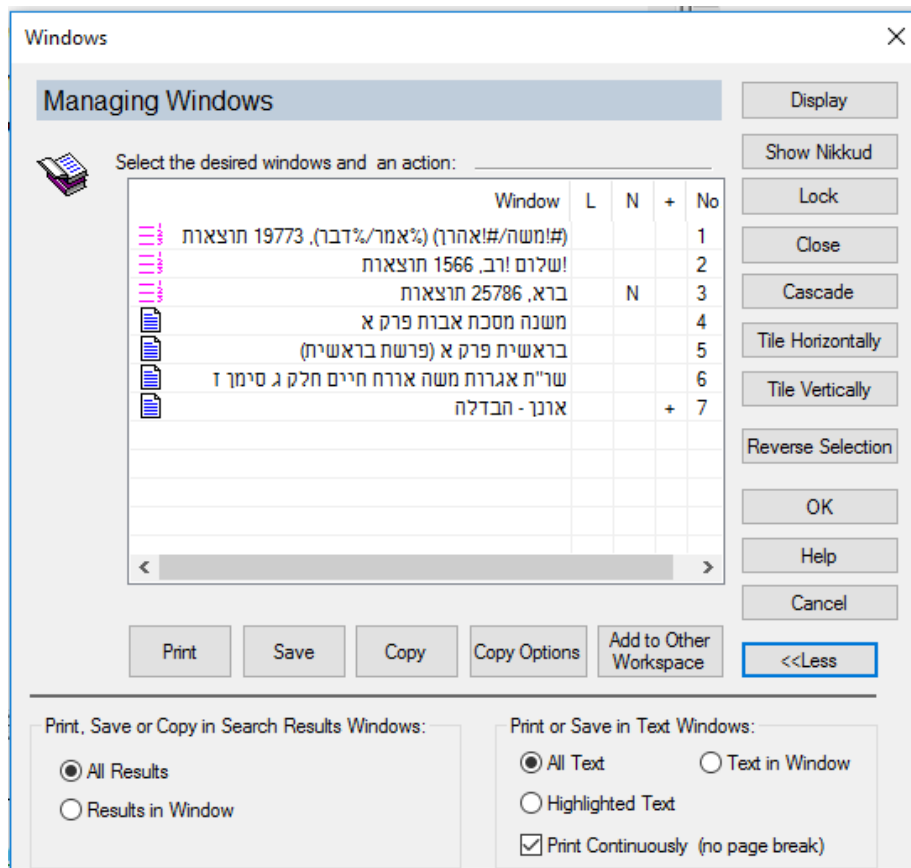 Windows
Managing Windows
Select the desired windows and an action:
Window L N + No
(#!משה/#!אהרן) (%אמר/%דבר), 19773 תוצאות 1
!שלום !רב, 1566 תוצאות 2
ברא, 25786 תוצאות N 3
משנה מסכת אבות פרק א 4
בראשית פרק א (פרשת בראשית) 5
שו"ת אגרות משה אורח חיים חלק ג סימן ז 6
אונן - הבדלה + 7
Display
Show Nikkud
Lock
Close
Cascade
Tile Horizontally
Tile Vertically
Reverse Selection
OK
Help
Cancel
<<Less
Print Save Copy Copy Options Add to Other
Workspace
Print, Save or Copy in Search Results Windows:
All Results
Results in Window
Print or Save in Text Windows:
All Text Text in Window
Highlighted Text
Print Continuously (no page break)